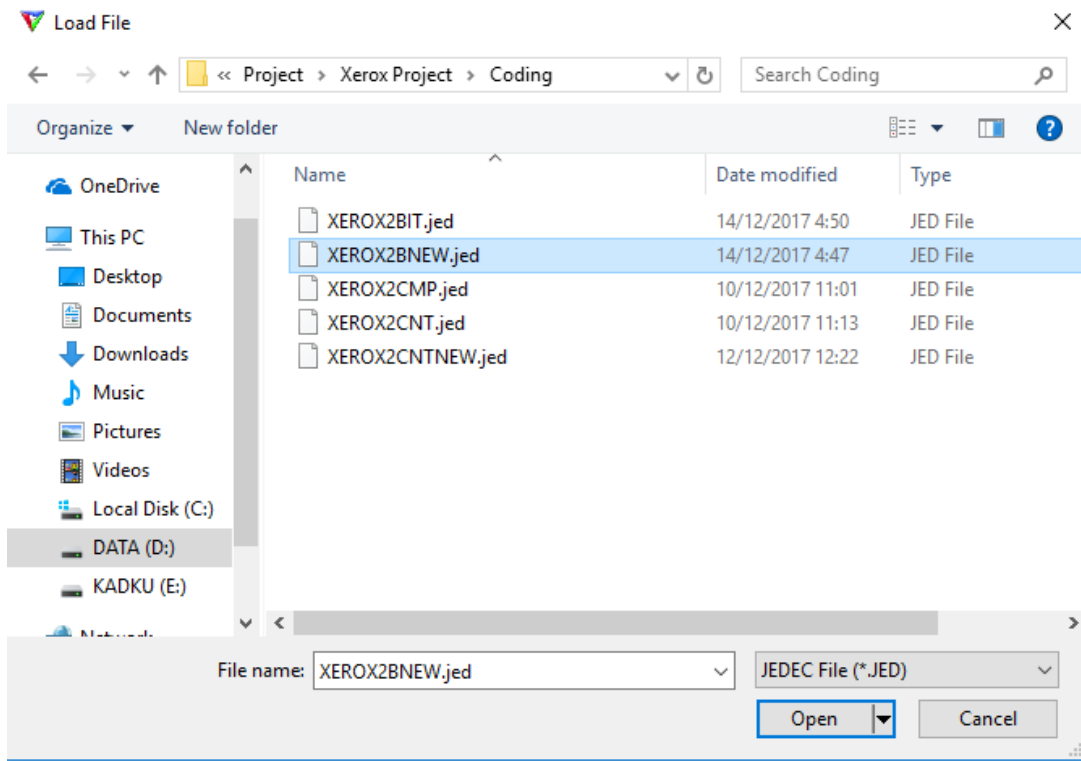 Load File
« Project › Xerox Project › Coding
Search Coding
Organize
New folder
?
Name
Date modified
Type
OneDrive
This PC
Desktop
Documents
Downloads
Music
Pictures
Videos
Local Disk (C:)
DATA (D:)
KADKU (E:)
Network
XEROX2BIT.jed 14/12/2017 4:50 JED File
XEROX2BNEW.jed 14/12/2017 4:47 JED File
XEROX2CMP.jed 10/12/2017 11:01 JED File
XEROX2CNT.jed 10/12/2017 11:13 JED File
XEROX2CNTNEW.jed 12/12/2017 12:22 JED File
File name: XEROX2BNEW.jed
JEDEC File (*.JED)
Open
Cancel